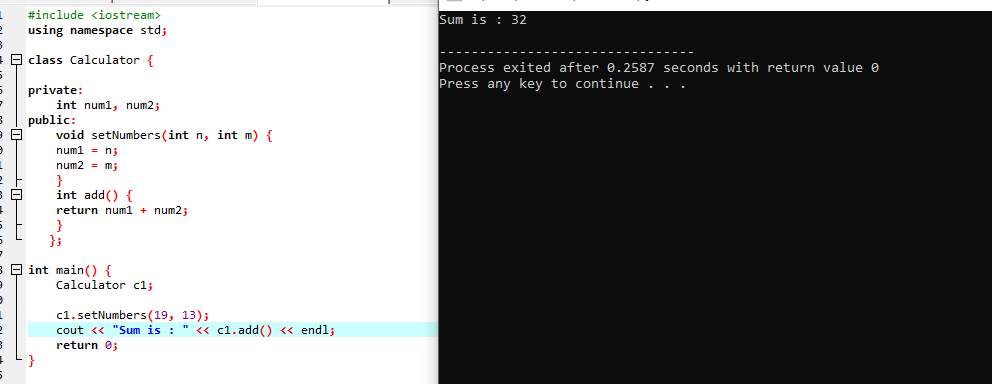 #include <iostream>
using namespace std;
class Calculator {
private:
int num1, num2;
public:
void setNumbers(int n, int m) {
num1 = n;
num2 = m;
}
int add() {
return num1 + num2;
}
};
int main() {
Calculator c1;
c1.setNumbers(19, 13);
cout << "Sum is : " << c1.add() << endl;
return 0;
}
Sum is : 32
--------------------------------
Process exited after 0.2587 seconds with return value 0
Press any key to continue . . .